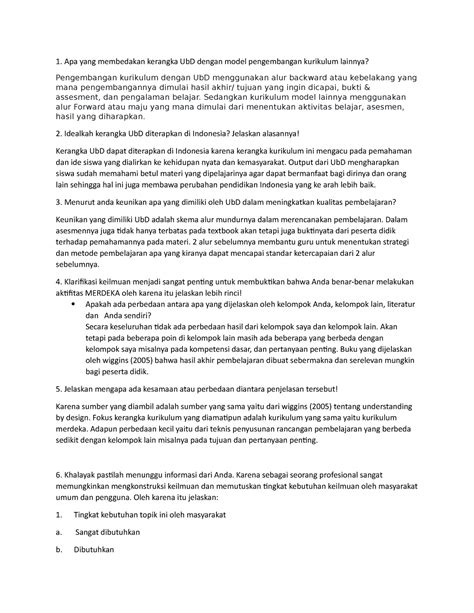 1. Apa yang membedakan kerangka UbD dengan model pengembangan kurikulum lainnya?
Pengembangan kurikulum dengan UbD menggunakan alur backward atau kebelakang yang
mana pengembangannya dimulai hasil akhir/ tujuan yang ingin dicapai, bukti &
assesment, dan pengalaman belajar. Sedangkan kurikulum model lainnya menggunakan
alur Forward atau maju yang mana dimulai dari menentukan aktivitas belajar, asesmen,
hasil yang diharapkan.
2. Idealkah kerangka UbD diterapkan di Indonesia? Jelaskan alasannya!
Kerangka UbD dapat diterapkan di Indonesia karena kerangka kurikulum ini mengacu pada pemahaman
dan ide siswa yang dialirkan ke kehidupan nyata dan kemasyarakat. Output dari UbD mengharapkan
siswa sudah memahami betul materi yang dipelajarinya agar dapat bermanfaat bagi dirinya dan orang
lain sehingga hal ini juga membawa perubahan pendidikan Indonesia yang ke arah lebih baik.
3. Menurut anda keunikan apa yang dimiliki oleh UbD dalam meningkatkan kualitas pembelajaran?
Keunikan yang dimiliki UbD adalah skema alur mundurnya dalam merencanakan pembelajaran. Dalam
asesmennya juga tidak hanya terbatas pada textbook akan tetapi juga buktinyata dari peserta didik
terhadap pemahamannya pada materi. 2 alur sebelumnya membantu guru untuk menentukan strategi
dan metode pembelajaran apa yang kiranya dapat mencapai standar ketercapaian dari 2 alur
sebelumnya.
4. Klarifikasi keilmuan menjadi sangat penting untuk membuktikan bahwa Anda benar-benar melakukan
aktifitas MERDEKA oleh karena itu jelaskan lebih rinci!
• Apakah ada perbedaan antara apa yang dijelaskan oleh kelompok Anda, kelompok lain, literatur
dan Anda sendiri?
Secara keseluruhan tidak ada perbedaan hasil dari kelompok saya dan kelompok lain. Akan
tetapi pada beberapa poin di kelompok lain masih ada beberapa yang berbeda dengan
kelompok saya misalnya pada kompetensi dasar, dan pertanyaan penting. Buku yang dijelaskan
oleh wiggins (2005) bahwa hasil akhir pembelajaran dibuat sebermakna dan serelevan mungkin
bagi peserta didik.
5. Jelaskan mengapa ada kesamaan atau perbedaan diantara penjelasan tersebut!
Karena sumber yang diambil adalah sumber yang sama yaitu dari wiggins (2005) tentang understanding
by design. Fokus kerangka kurikulum yang diamatipun adalah kurikulum yang sama yaitu kurikulum
merdeka. Adapun perbedaan kecil yaitu dari teknis penyusunan rancangan pembelajaran yang berbeda
sedikit dengan kelompok lain misalnya pada tujuan dan pertanyaan penting.
6. Khalayak pastilah menunggu informasi dari Anda. Karena sebagai seorang profesional sangat
memungkinkan mengkonstruksi keilmuan dan memutuskan tingkat kebutuhan keilmuan oleh masyarakat
umum dan pengguna. Oleh karena itu jelaskan:
1. Tingkat kebutuhan topik ini oleh masyarakat
a. Sangat dibutuhkan
b. Dibutuhkan